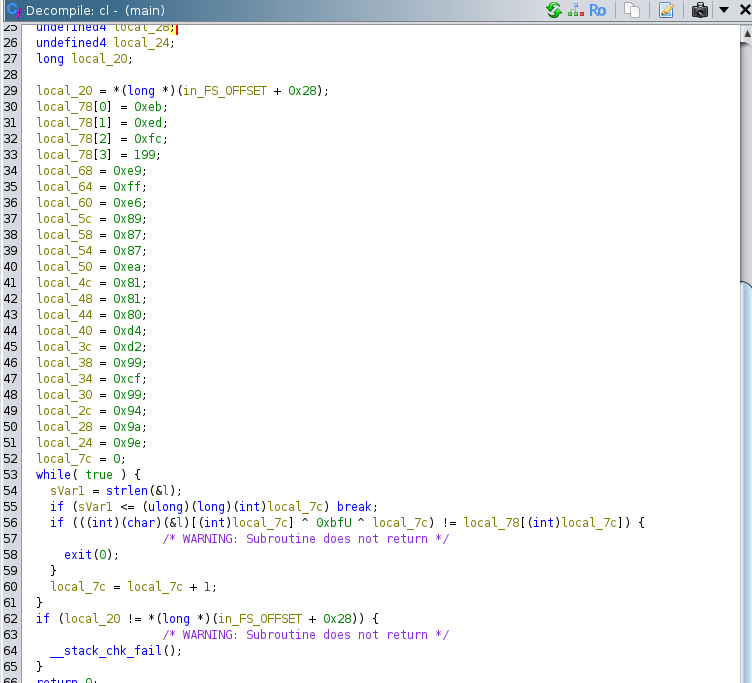 Decompile: cl - (main)
Ro
25 undefined4 local_28;
26 undefined4 local_24;
27 long local_20;
28
29 local_20 = *(long *)(in_FS_OFFSET + 0x28);
30 local_78[0] = 0xeb;
31 local_78[1] = 0xed;
32 local_78[2] = 0xfc;
33 local_78[3] = 199;
34 local_68 = 0xe9;
35 local_64 = 0xff;
36 local_60 = 0xe6;
37 local_5c = 0x89;
38 local_58 = 0x87;
39 local_54 = 0x87;
40 local_50 = 0xea;
41 local_4c = 0x81;
42 local_48 = 0x81;
43 local_44 = 0x80;
44 local_40 = 0xd4;
45 local_3c = 0xd2;
46 local_38 = 0x99;
47 local_34 = 0xcf;
48 local_30 = 0x99;
49 local_2c = 0x94;
50 local_28 = 0x9a;
51 local_24 = 0x9e;
52 local_7c = 0;
53 while( true ) {
54 sVar1 = strlen(&l);
55 if (sVar1 <= (ulong)(long)(int)local_7c) break;
56 if (((int)(char)(&l)[(int)local_7c] ^ 0xbfU ^ local_7c) != local_78[(int)local_7c]) {
57 /* WARNING: Subroutine does not return */
58 exit(0);
59 }
60 local_7c = local_7c + 1;
61 }
62 if (local_20 != *(long *)(in_FS_OFFSET + 0x28)) {
63 /* WARNING: Subroutine does not return */
64 __stack_chk_fail();
65 }
66 return 0;